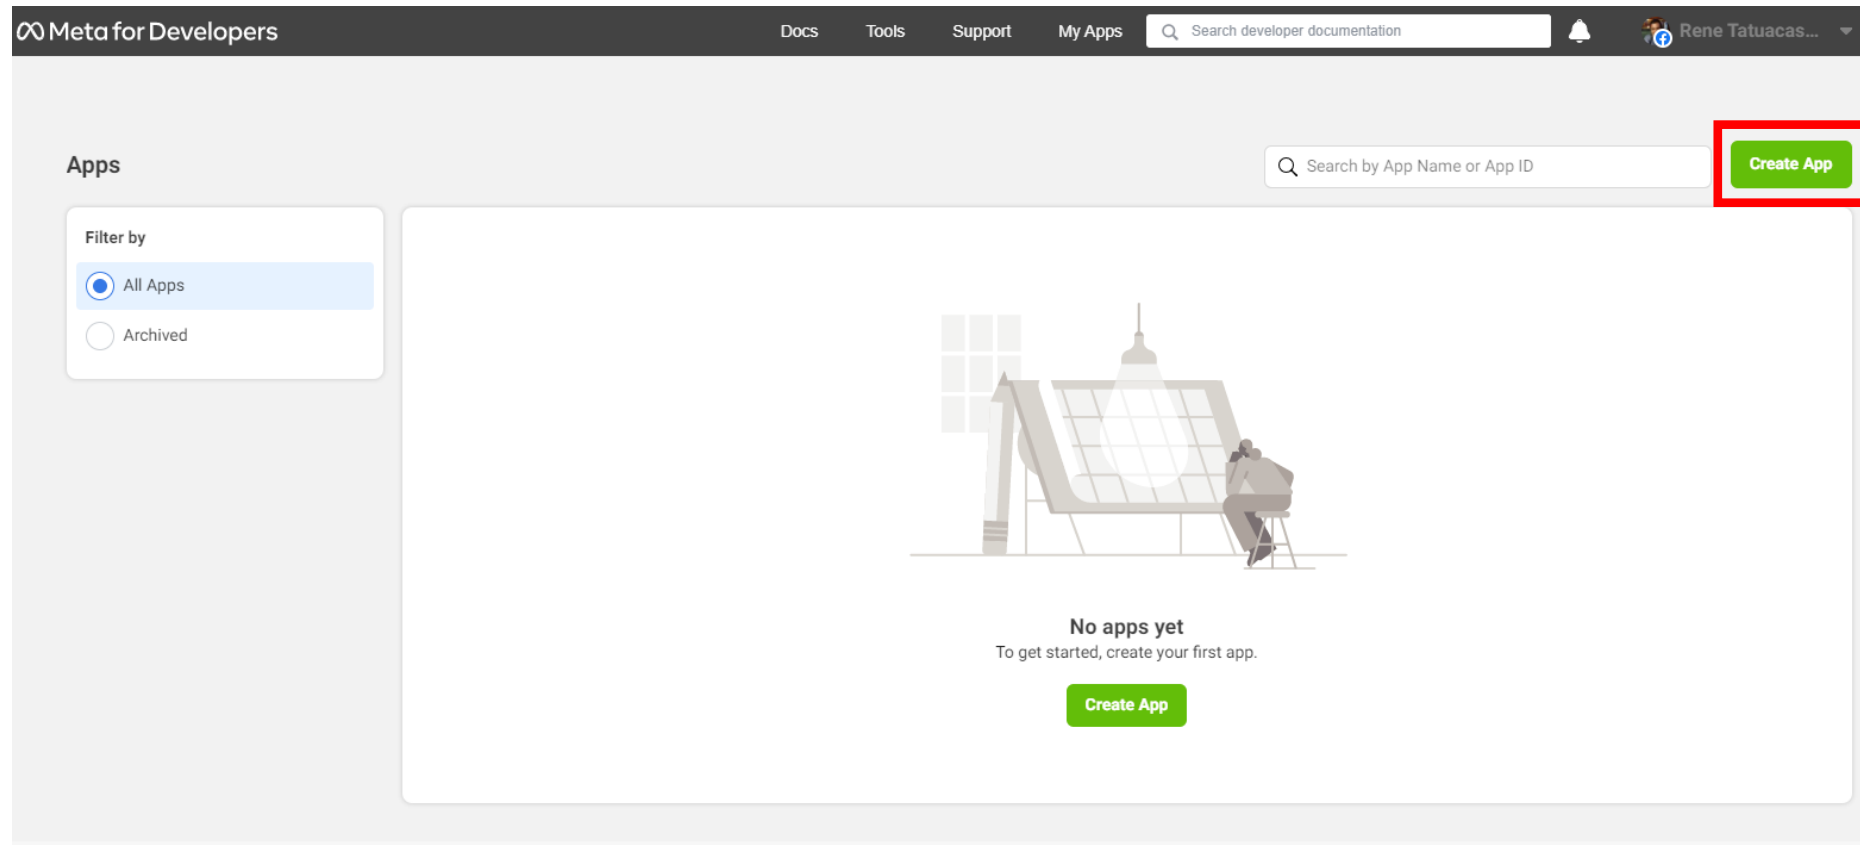 Meta for Developers
Docs Tools Support My Apps Search developer documentation Rene Tatuacas...
Apps
Search by App Name or App ID
Create App
Filter by
All Apps
Archived
No apps yet
To get started, create your first app.
Create App